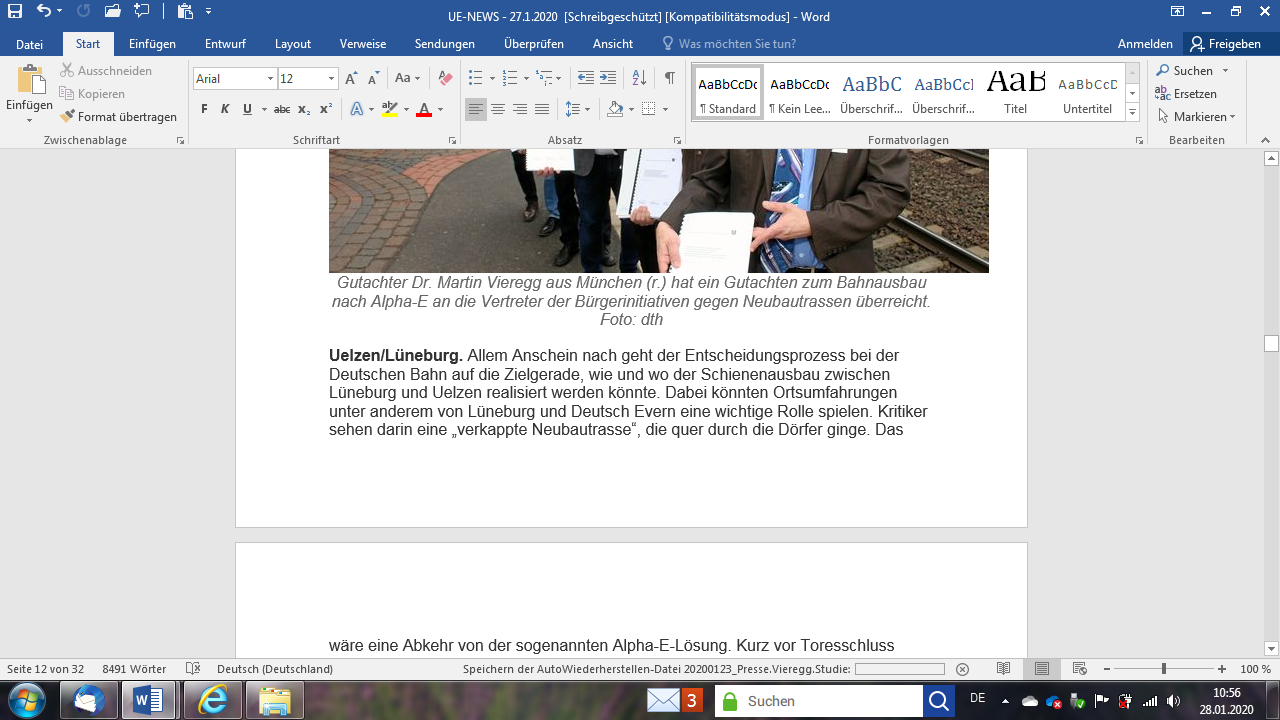 UE-NEWS - 27.1.2020 [Schreibgeschützt] [Kompatibilitätsmodus] - Word
Datei Start Einfügen Entwurf Layout Verweise Sendungen Überprüfen Ansicht Was möchten Sie tun? Anmelden Freigeben
Einfügen
Ausschneiden
Kopieren
Format übertragen
Zwischenablage
Arial 12
F K U abc x₂ x²
Schriftart
Absatz
AaBbCcDc AaBbCcDc AaBbC AaBbCcI AaB AaBbCcD
¶ Standard ¶ Kein Lee... Überschrif... Überschrif... Titel Untertitel
Formatvorlagen
Suchen
Ersetzen
Markieren
Bearbeiten
Gutachter Dr. Martin Vieregg aus München (r.) hat ein Gutachten zum Bahnausbau
nach Alpha-E an die Vertreter der Bürgerinitiativen gegen Neubautrassen überreicht.
Foto: dth
Uelzen/Lüneburg. Allem Anschein nach geht der Entscheidungsprozess bei der
Deutschen Bahn auf die Zielgerade, wie und wo der Schienenausbau zwischen
Lüneburg und Uelzen realisiert werden könnte. Dabei könnten Ortsumfahrungen
unter anderem von Lüneburg und Deutsch Evern eine wichtige Rolle spielen. Kritiker
sehen darin eine „verkappte Neubautrasse“, die quer durch die Dörfer ginge. Das
wäre eine Abkehr von der sogenannten Alpha-E-Lösung. Kurz vor Toresschluss
Seite 12 von 32 8491 Wörter Deutsch (Deutschland) Speichern der AutoWiederherstellen-Datei 20200123_Presse.Vieregg.Studie: 100 %
3 Suchen DE 10:56
28.01.2020